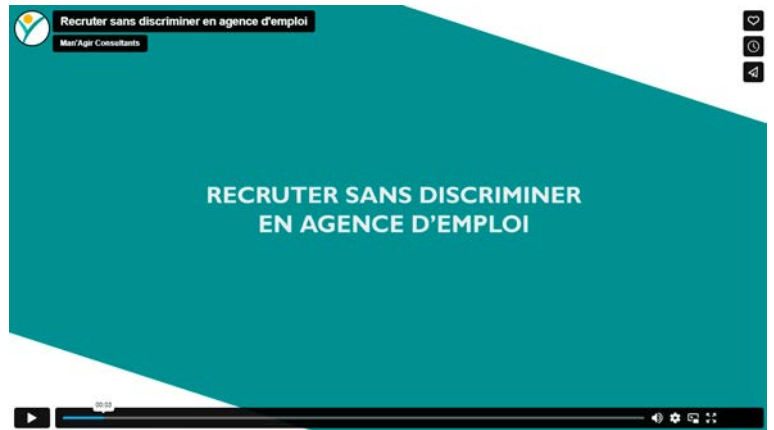 Recruter sans discriminer en agence d'emploi
Man'Agir Consultants
RECRUTER SANS DISCRIMINER
EN AGENCE D'EMPLOI
00:03